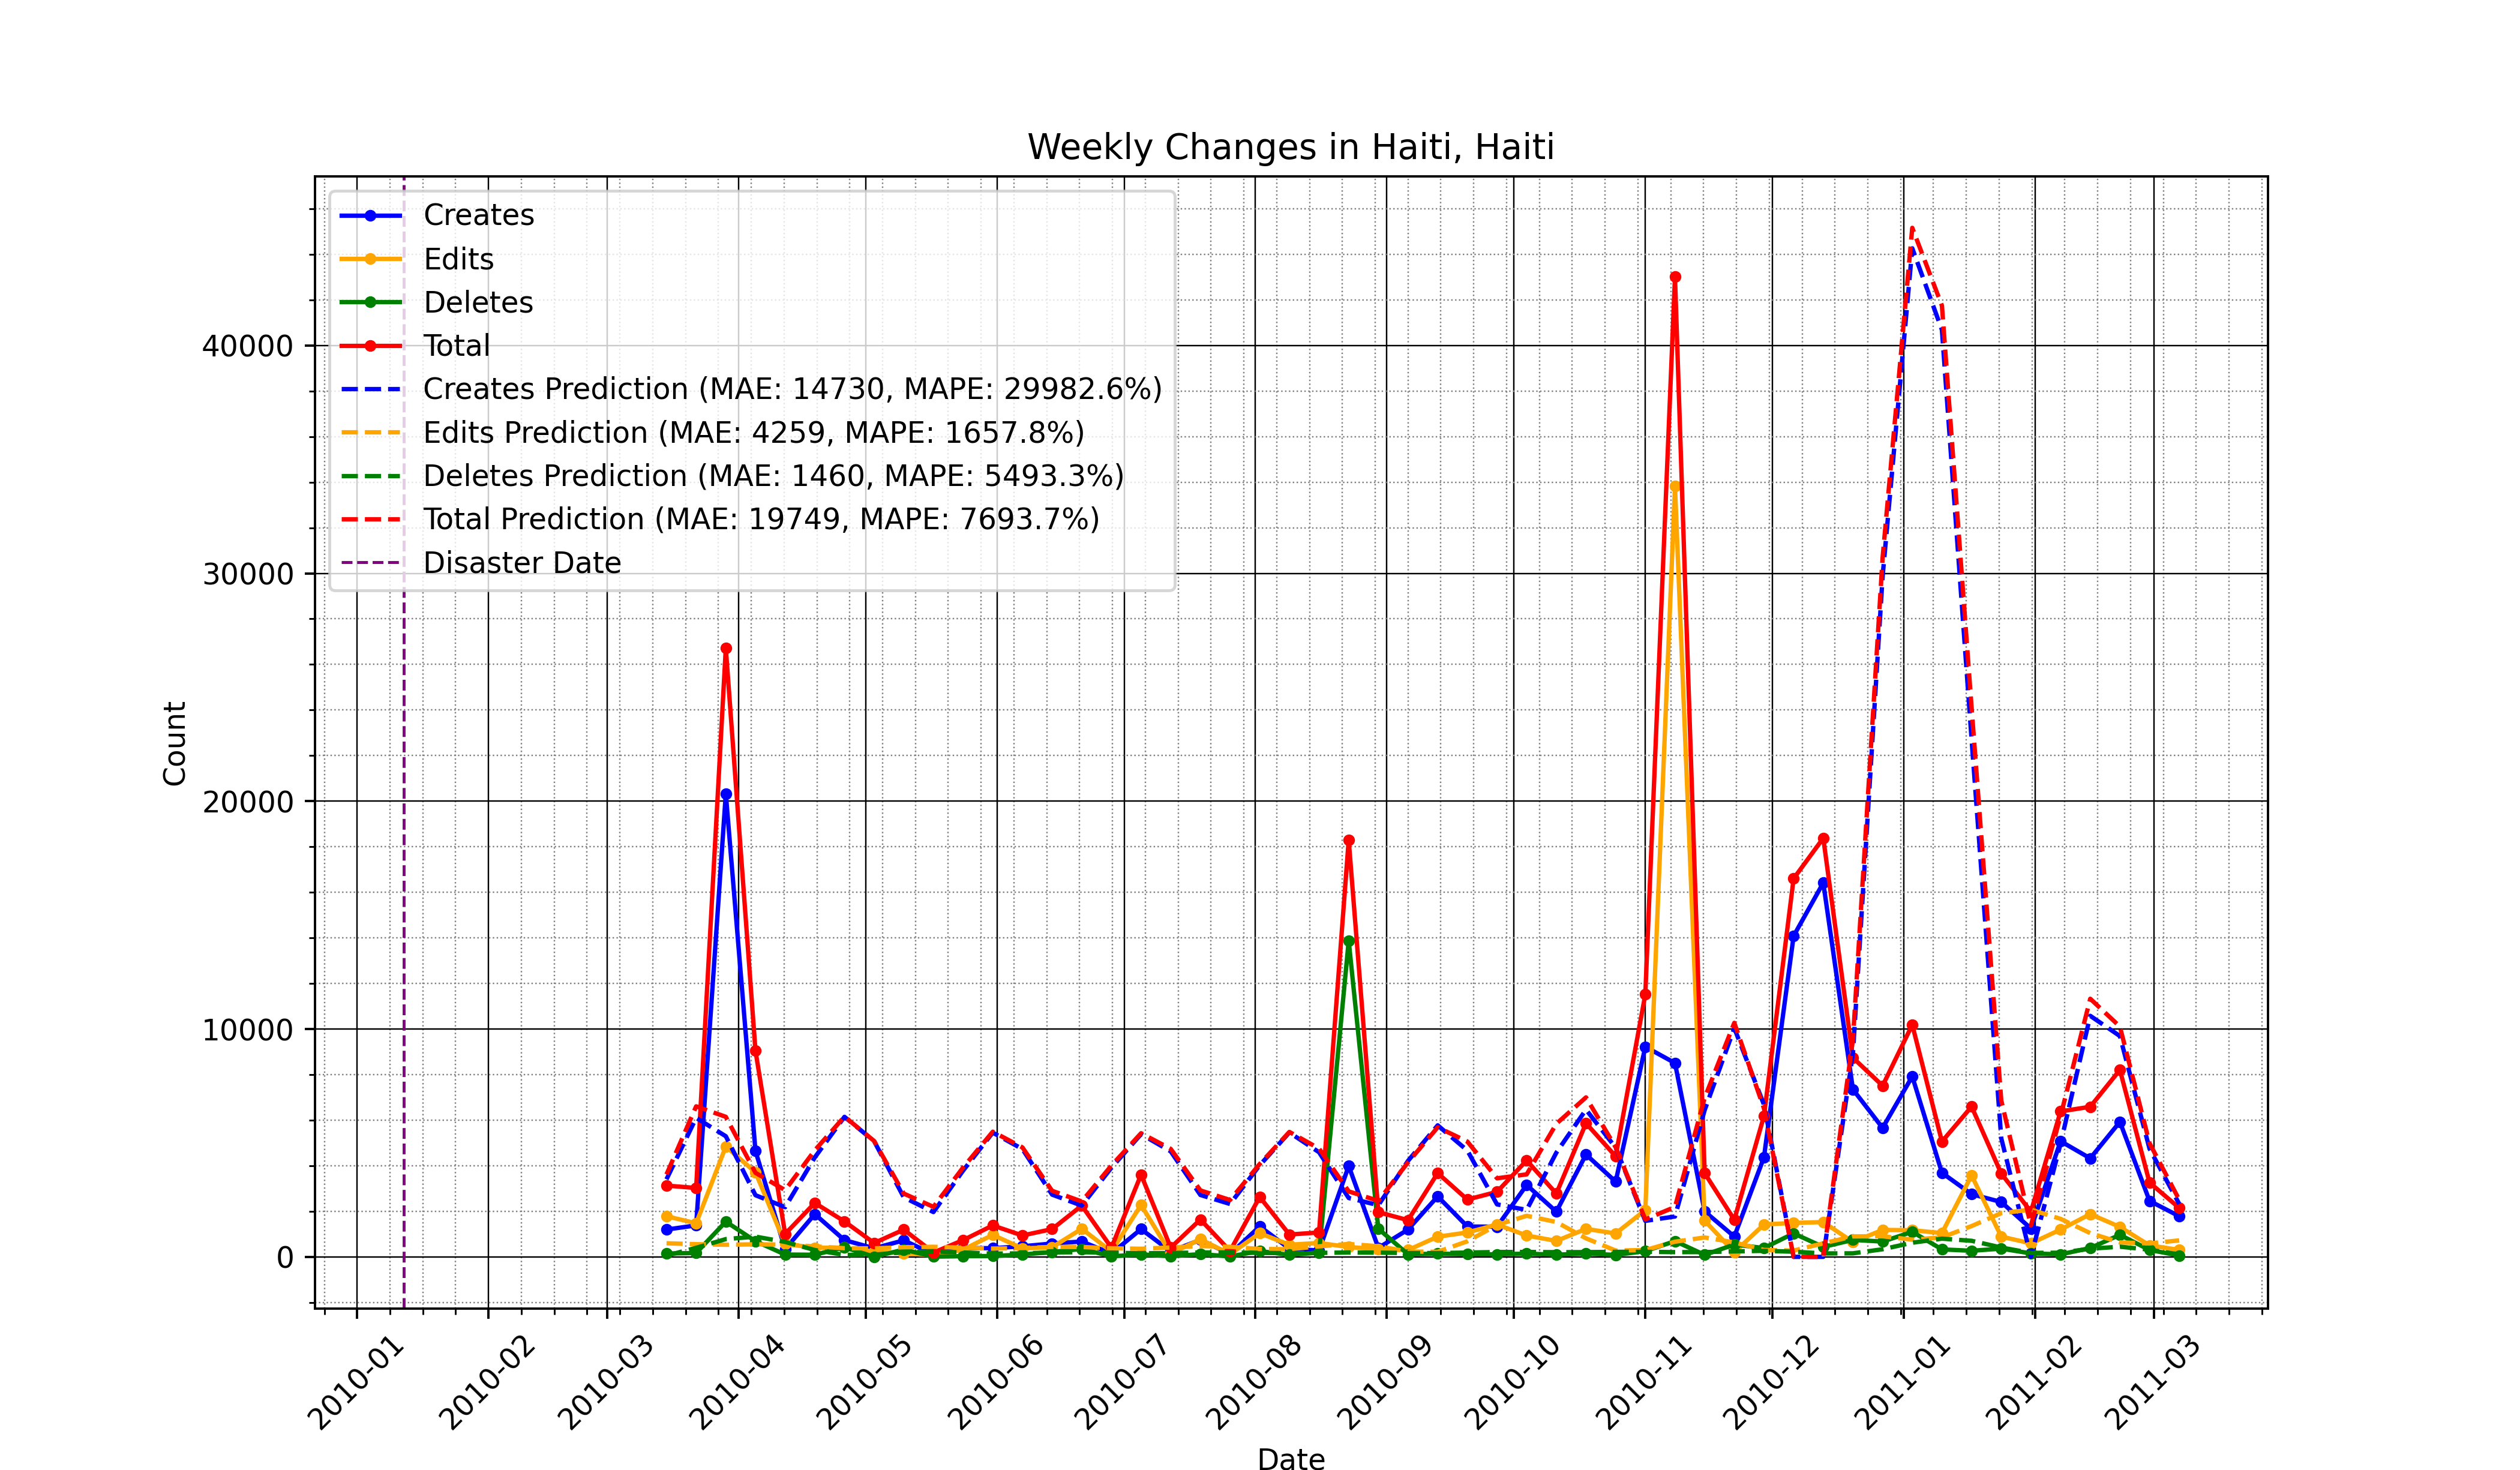 Weekly Changes in Haiti, Haiti
Creates
Edits
Deletes
Total
Creates Prediction (MAE: 14730, MAPE: 29982.6%)
Edits Prediction (MAE: 4259, MAPE: 1657.8%)
Deletes Prediction (MAE: 1460, MAPE: 5493.3%)
Total Prediction (MAE: 19749, MAPE: 7693.7%)
Disaster Date
Count
40000
30000
20000
10000
0
2010-01
2010-02
2010-03
2010-04
2010-05
2010-06
2010-07
2010-08
2010-09
2010-10
2010-11
2010-12
2011-01
2011-02
2011-03
Date